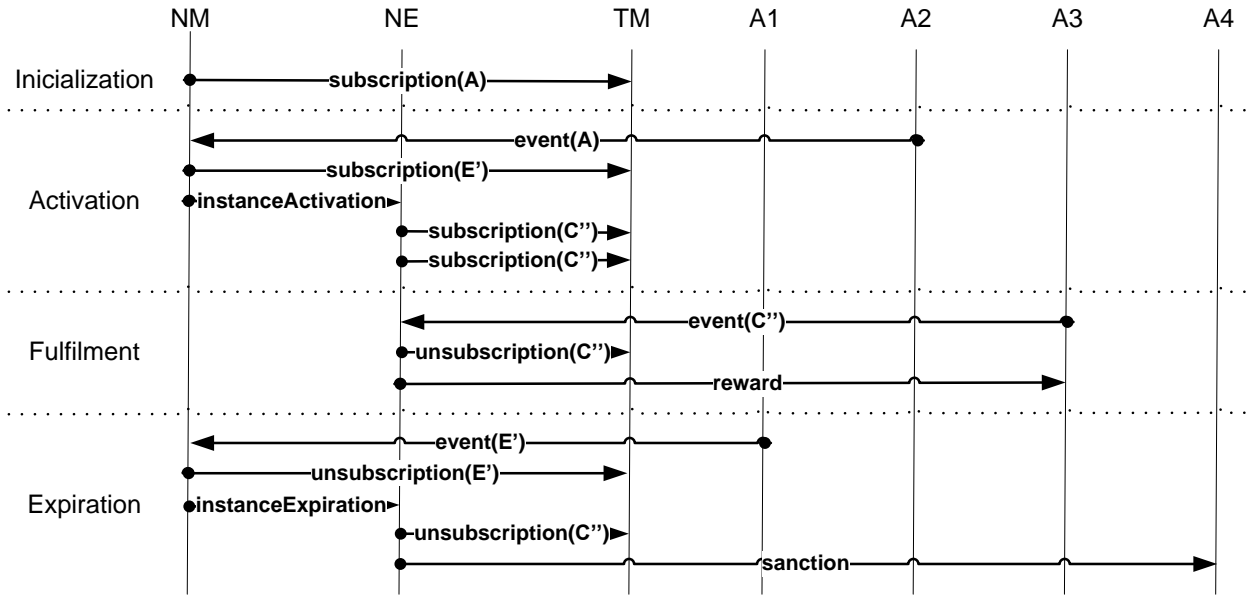 NM NE TM A1 A2 A3 A4
Inicialization subscription(A)
event(A)
subscription(E’)
Activation instanceActivation
subscription(C’’)
subscription(C’’)
event(C’’)
Fulfilment unsubscription(C’’)
reward
event(E’)
unsubscription(E’)
Expiration instanceExpiration
unsubscription(C’’)
sanction